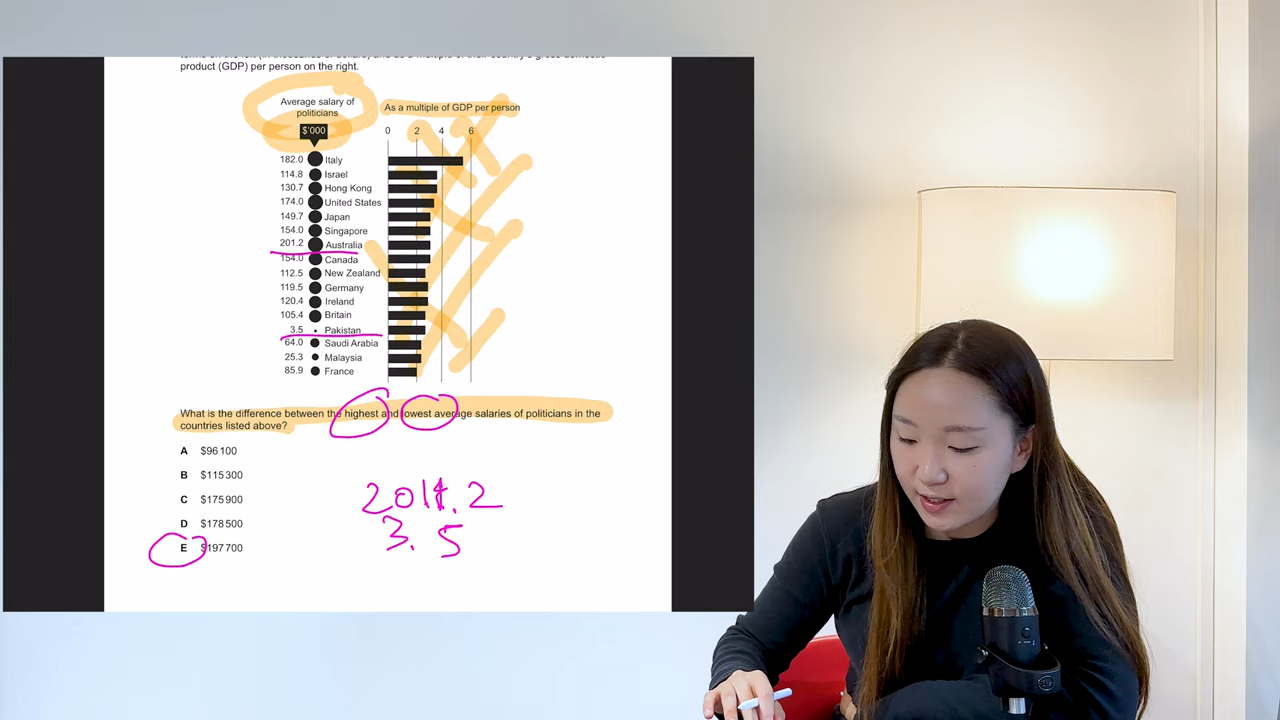 product (GDP) per person on the right.
Average salary of
politicians
As a multiple of GDP per person
$'000
0 2 4 6
182.0 Italy
114.8 Israel
130.7 Hong Kong
174.0 United States
149.7 Japan
154.0 Singapore
201.2 Australia
154.0 Canada
112.5 New Zealand
119.5 Germany
120.4 Ireland
105.4 Britain
3.5 Pakistan
64.0 Saudi Arabia
25.3 Malaysia
85.9 France
What is the difference between the highest and lowest average salaries of politicians in the
countries listed above?
A $96 100
B $115 300
C $175 900
D $178 500
E $197 700
3.5